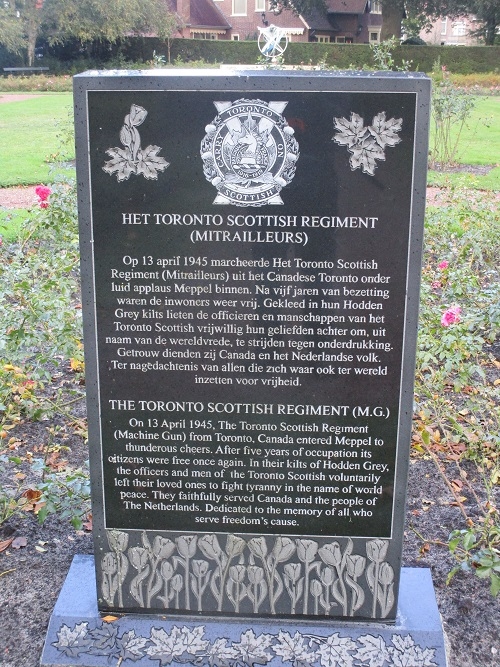 TORONTO
CARRY ON
SCOTTISH
HET TORONTO SCOTTISH REGIMENT
(MITRAILLEURS)
Op 13 april 1945 marcheerde Het Toronto Scottish
Regiment (Mitrailleurs) uit het Canadese Toronto onder
luid applaus Meppel binnen. Na vijf jaren van bezetting
waren de inwoners weer vrij. Gekleed in hun Hodden
Grey kilts lieten de officieren en manschappen van het
Toronto Scottish vrijwillig hun geliefden achter om, uit
naam van de wereldvrede, te strijden tegen onderdrukking.
Getrouw dienden zij Canada en het Nederlandse volk.
Ter nagedachtenis van allen die zich waar ook ter wereld
inzetten voor vrijheid.
THE TORONTO SCOTTISH REGIMENT (M.G.)
On 13 April 1945, The Toronto Scottish Regiment
(Machine Gun) from Toronto, Canada entered Meppel to
thunderous cheers. After five years of occupation its
citizens were free once again. In their kilts of Hodden Grey,
the officers and men of the Toronto Scottish voluntarily
left their loved ones to fight tyranny in the name of world
peace. They faithfully served Canada and the people of
The Netherlands. Dedicated to the memory of all who
serve freedom's cause.